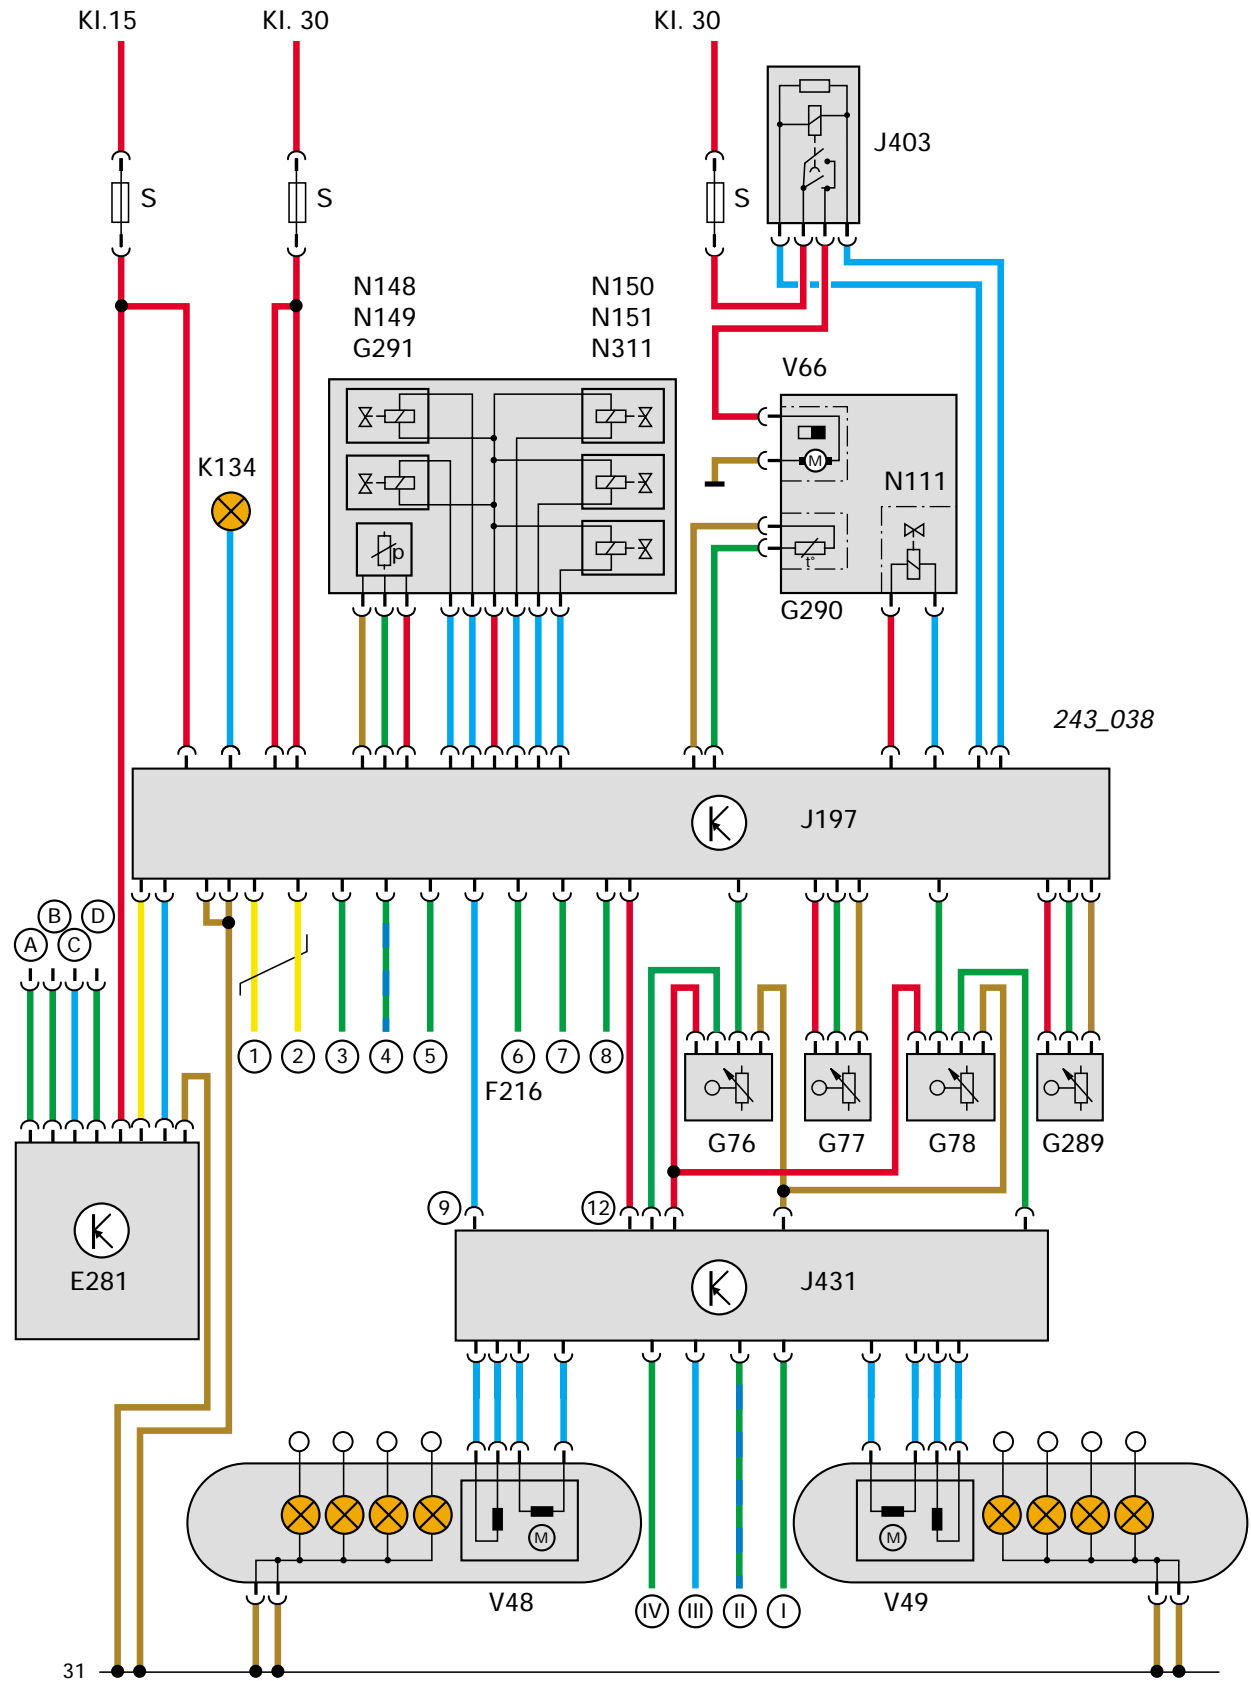 Kl.15
Kl. 30
Kl. 30
J403
S
S
S
N148
N149
G291
N150
N151
N311
V66
K134
M
N111
p
t°
G290
243_038
J197
B
D
A
C
1
2
3
4
5
6
7
8
F216
G76
G77
G78
G289
9
12
E281
J431
M
M
V48
V49
IV
III
II
I
31